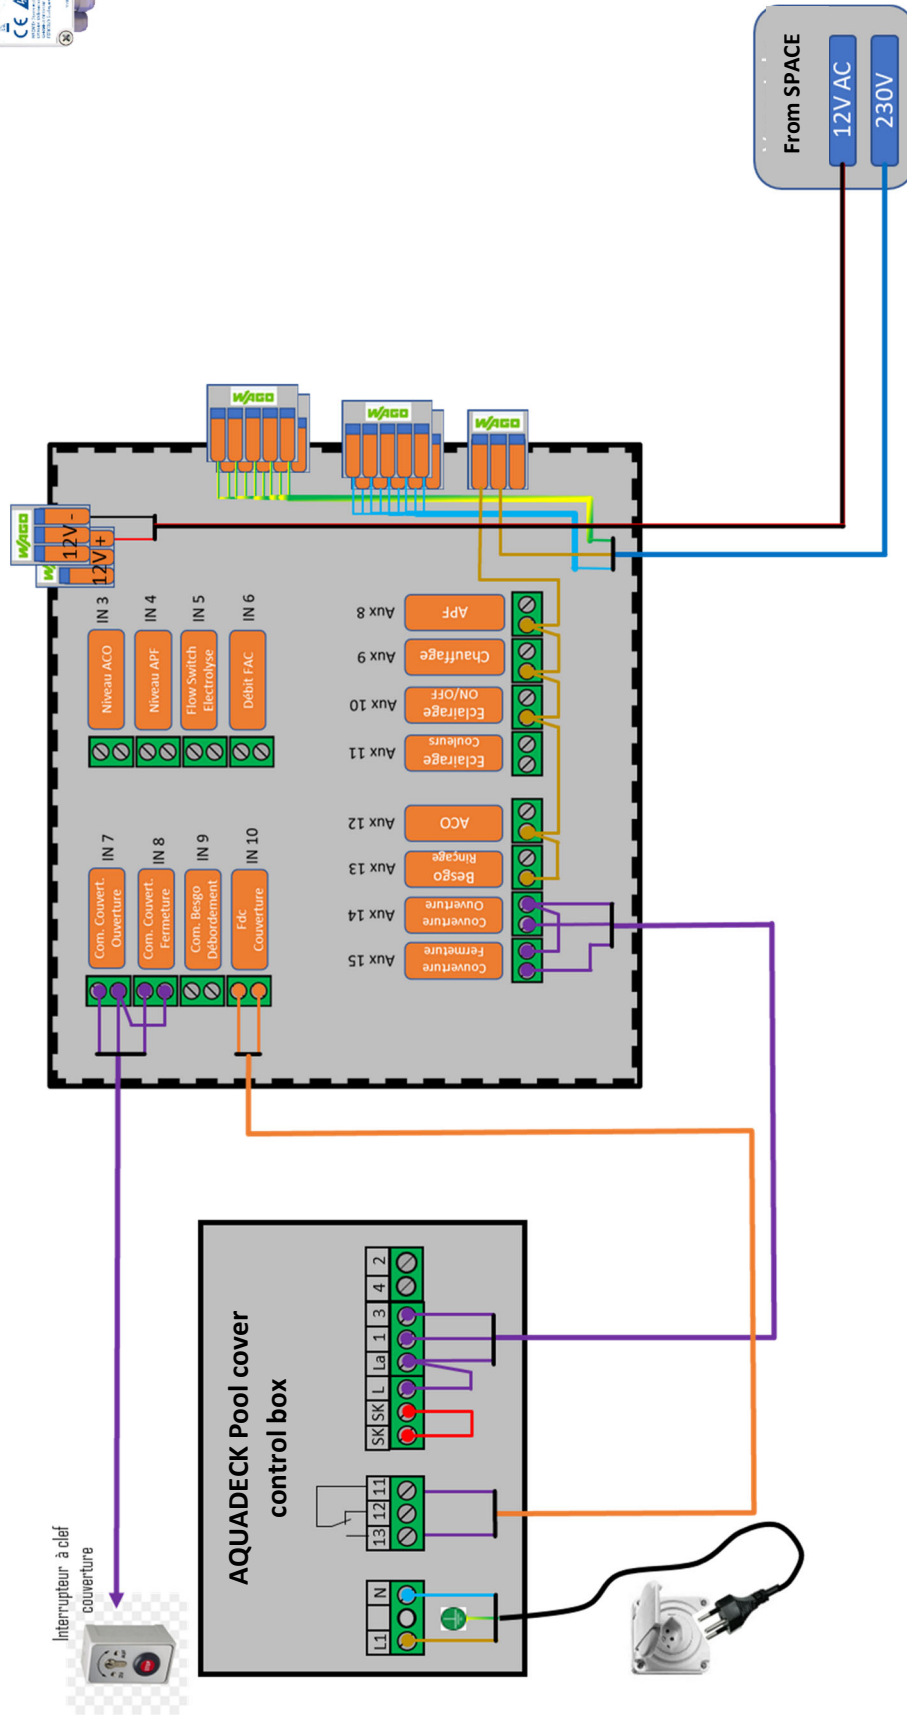 From SPACE
12V AC
230V
WAGO
WAGO
WAGO
WAGO
W
12V -
12V +
IN 3
IN 4
IN 5
IN 6
Niveau ACO
Niveau APF
Flow Switch
Electrolyse
Débit FAC
Aux 8
Aux 9
Aux 10
Aux 11
Aux 12
Aux 13
Aux 14
Aux 15
APF
Chauffage
Eclairage
ON/OFF
Eclairage
Couleurs
ACO
Besgo
Rinçage
Couverture
Ouverture
Couverture
Fermeture
IN 7
IN 8
IN 9
IN 10
Com. Couvert.
Ouverture
Com. Couvert.
Fermeture
Com. Besgo
Débordement
Fdc
Couverture
AQUADECK Pool cover
control box
L1
N
13 12 11
SK SK L La 1 3 4 2
Interrupteur à clef
couverture
CE